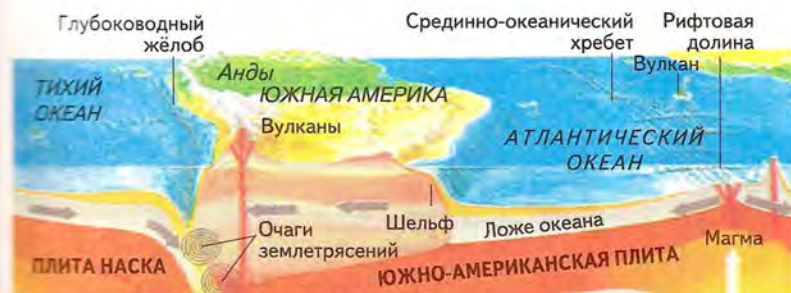 Глубоководный
жёлоб
Срединно-океанический
хребет
Рифтовая
долина
Вулкан
ТИХИЙ
ОКЕАН
Анды
ЮЖНАЯ АМЕРИКА
Вулканы
АТЛАНТИЧЕСКИЙ
ОКЕАН
Очаги
землетрясений
Шельф
Ложе океана
Магма
ПЛИТА НАСКА
ЮЖНО-АМЕРИКАНСКАЯ ПЛИТА